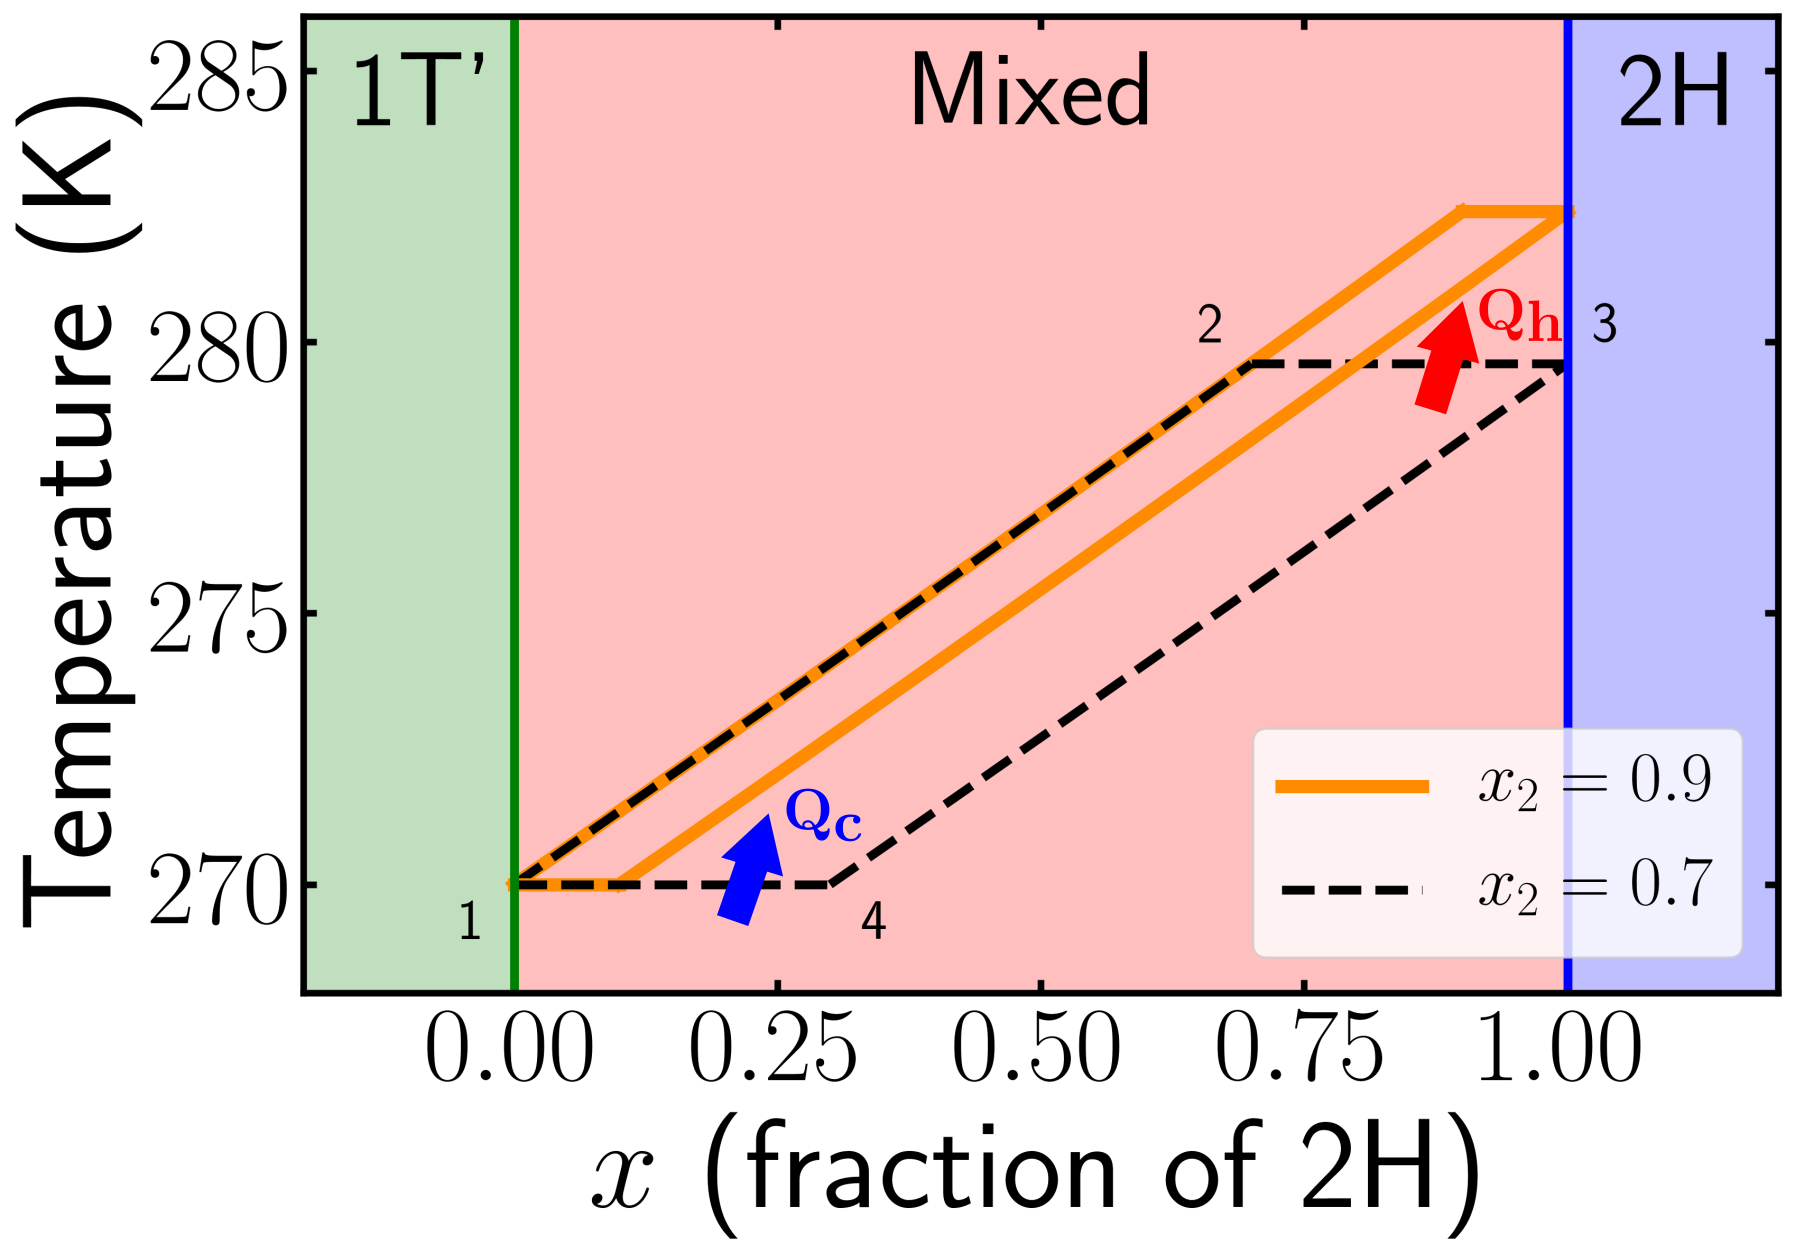 1T’ Mixed 2H
285
280
275
270
Temperature (K)
2
Qh
3
Qc
1
4
x2 = 0.9
x2 = 0.7
0.00 0.25 0.50 0.75 1.00
x (fraction of 2H)